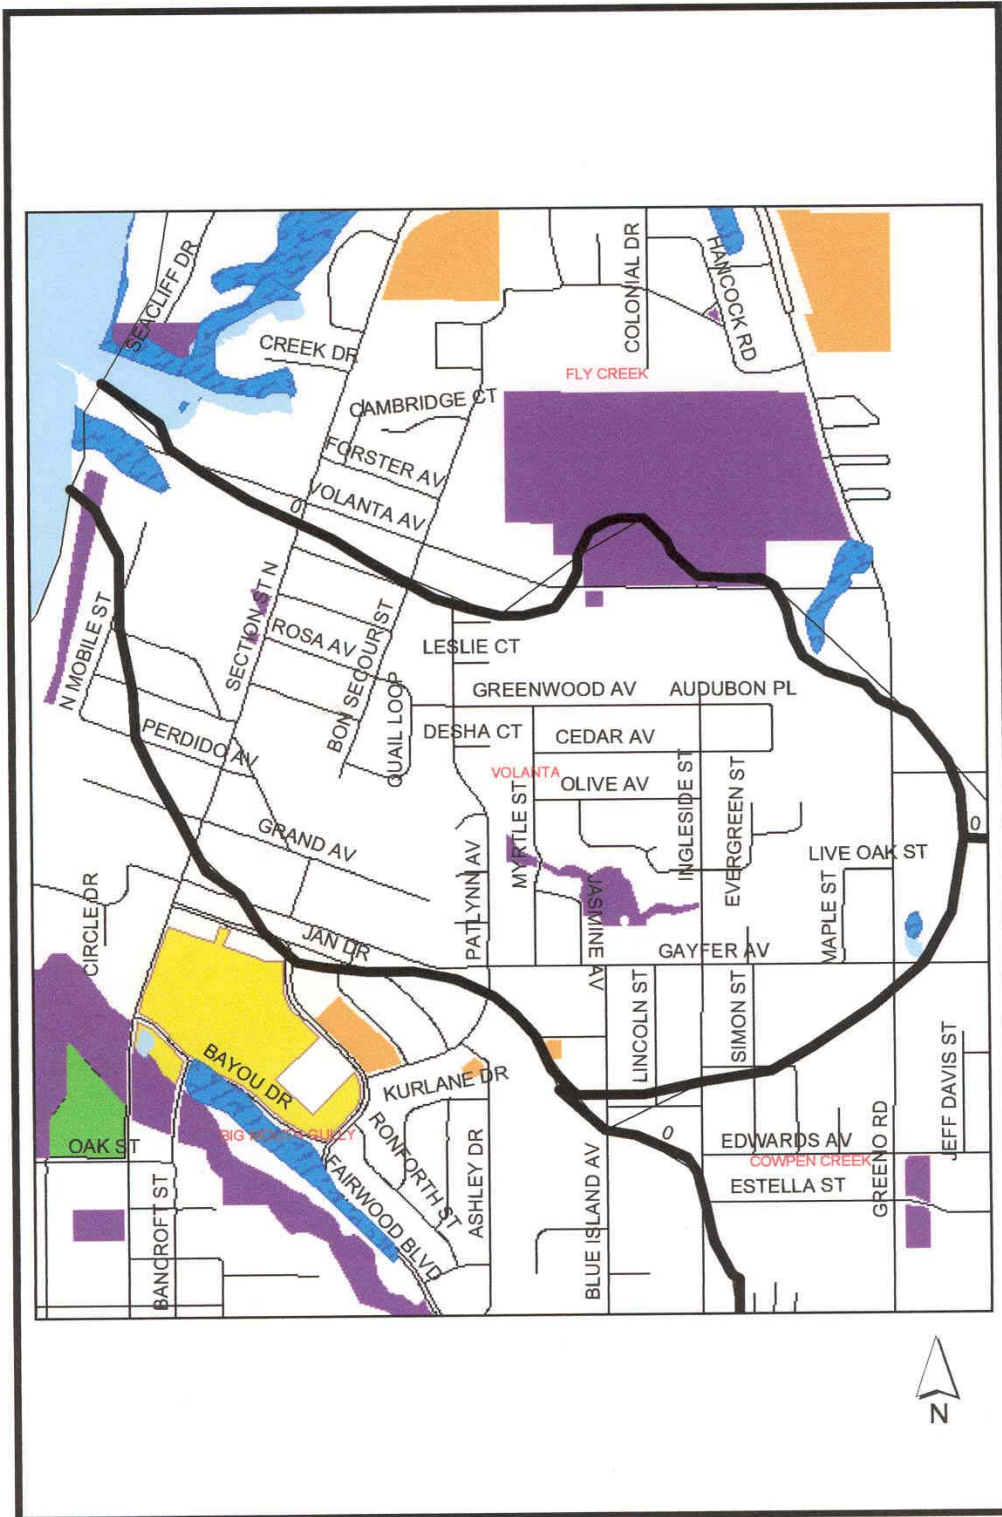 SEACLIFF DR
COLONIAL DR
HANCOCK RD
CREEK DR
FLY CREEK
CAMBRIDGE CT
FORSTER AV
VOLANTA AV
0
N MOBILE ST
SECTION ST N
ROSA AV
BON SECOUR ST
LESLIE CT
QUAIL LOOP
GREENWOOD AV
AUDUBON PL
PERDIDO AV
DESHA CT
CEDAR AV
VOLANTA
OLIVE AV
MYRTLE ST
INGLESIDE ST
EVERGREEN ST
0
GRAND AV
LIVE OAK ST
CIRCLE DR
JAN DR
PATLYNN AV
JASMINE AV
GAYFER AV
MAPLE ST
LINCOLN ST
SIMON ST
BAYOU DR
KURLANE DR
JEFF DAVIS ST
OAK ST
BIG MOUTH GULLY
RONFORTH ST
0
EDWARDS AV
COWPEN CREEK
GREENO RD
ESTELLA ST
FAIRWOOD BLVD
ASHLEY DR
BLUE ISLAND AV
BANCROFT ST
N